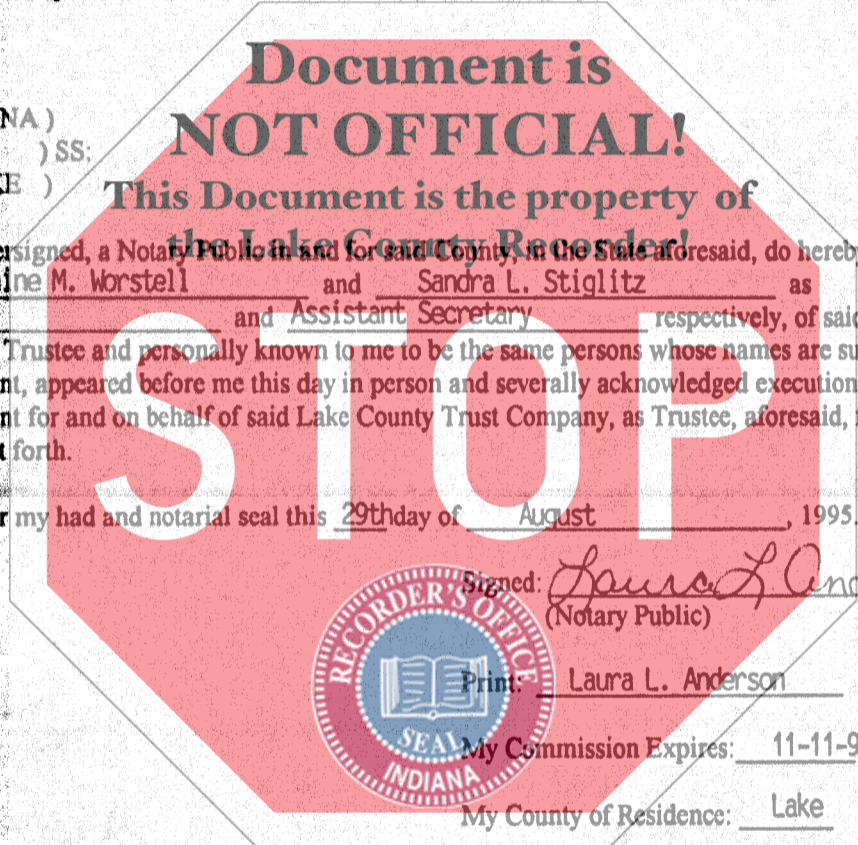 Document is
NOT OFFICIAL!
This Document is the property of
the Lake County Recorder!
NA )
) SS:
E )
ersigned, a Notary Public in and for said County, in the State aforesaid, do hereby
ine M. Worstell and Sandra L. Stiglitz as
and Assistant Secretary respectively, of said
Trustee and personally known to me to be the same persons whose names are su
nt, appeared before me this day in person and severally acknowledged execution
nt for and on behalf of said Lake County Trust Company, as Trustee, aforesaid,
t forth.
STOP
r my had and notarial seal this 29th day of August , 1995
Signed: Laura L And
(Notary Public)
Print: Laura L. Anderson
My Commission Expires: 11-11-9
My County of Residence: Lake
RECORDER'S OFFICE
SEAL
INDIANA